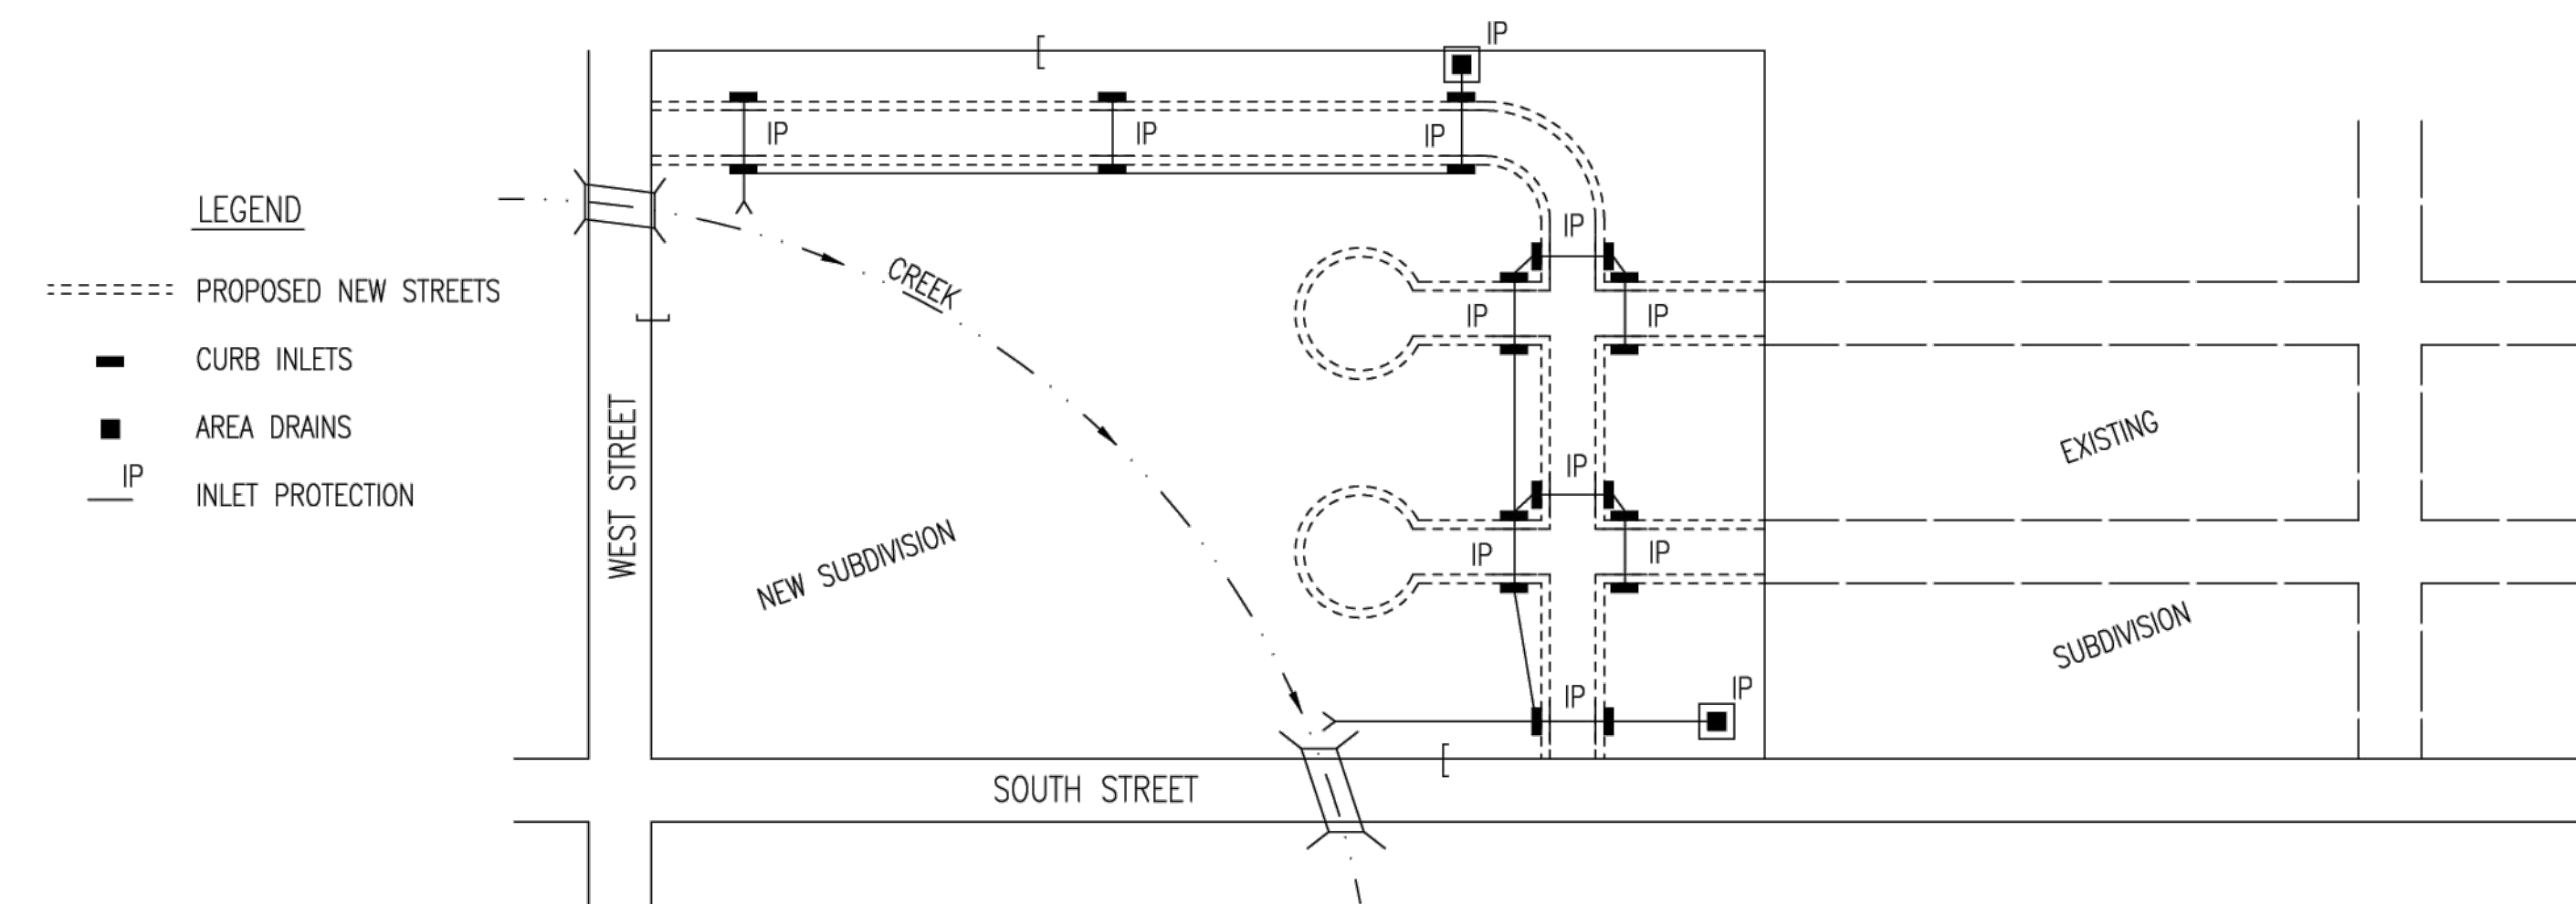 IP
IP
IP
IP
LEGEND
PROPOSED NEW STREETS
CURB INLETS
AREA DRAINS
IP
INLET PROTECTION
WEST STREET
CREEK
NEW SUBDIVISION
IP
IP
IP
IP
IP
IP
IP
IP
EXISTING
SUBDIVISION
SOUTH STREET